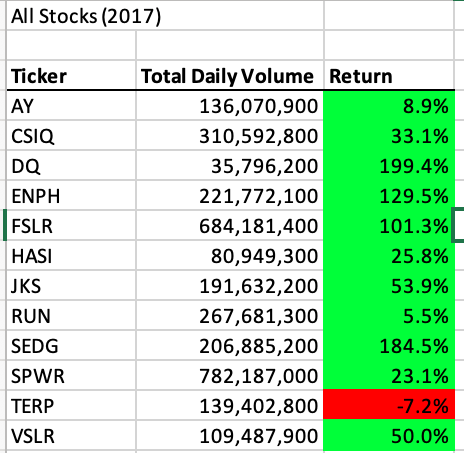 All Stocks (2017)
Ticker Total Daily Volume Return
AY 136,070,900 8.9%
CSIQ 310,592,800 33.1%
DQ 35,796,200 199.4%
ENPH 221,772,100 129.5%
FSLR 684,181,400 101.3%
HASI 80,949,300 25.8%
JKS 191,632,200 53.9%
RUN 267,681,300 5.5%
SEDG 206,885,200 184.5%
SPWR 782,187,000 23.1%
TERP 139,402,800 -7.2%
VSLR 109,487,900 50.0%